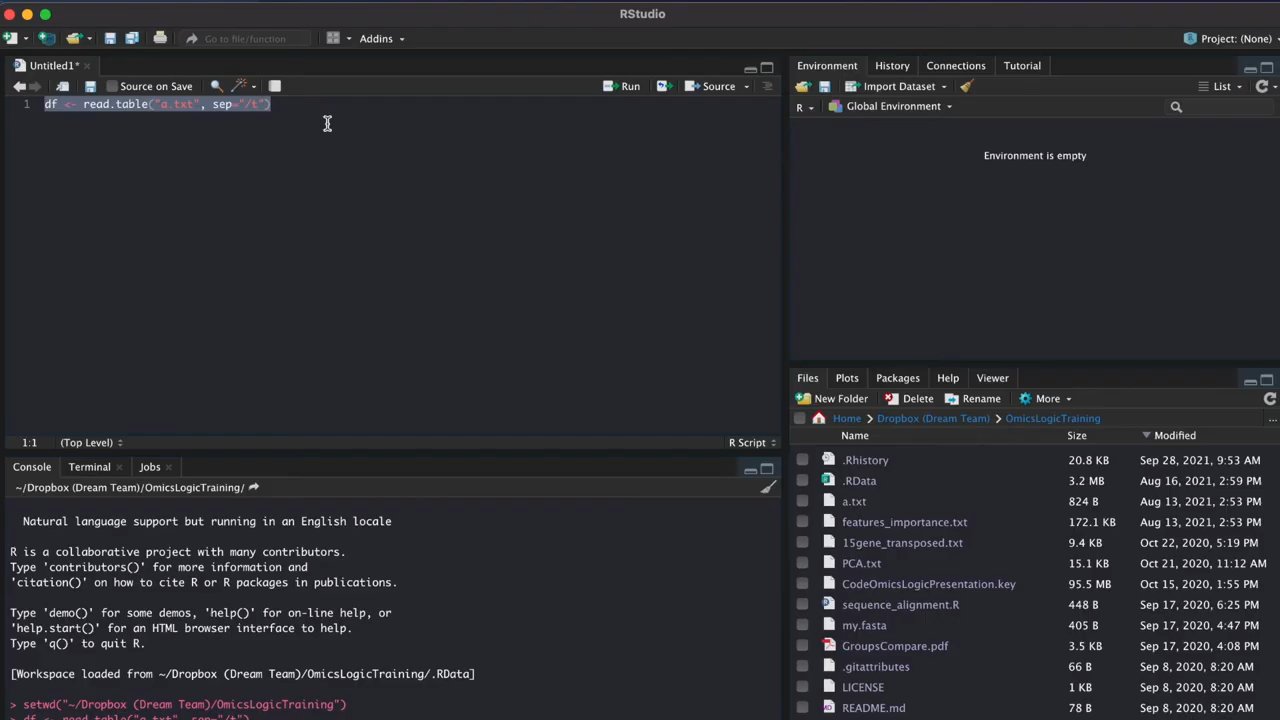 RStudio
Go to file/function
Addins
Project: (None)
Untitled1*
Source on Save
Run
Source
1 df <- read.table("a.txt", sep="/t")
1:1 (Top Level)
R Script
Console Terminal Jobs
~/Dropbox (Dream Team)/OmicsLogicTraining/
Natural language support but running in an English locale
R is a collaborative project with many contributors.
Type 'contributors()' for more information and
'citation()' on how to cite R or R packages in publications.
Type 'demo()' for some demos, 'help()' for on-line help, or
'help.start()' for an HTML browser interface to help.
Type 'q()' to quit R.
[Workspace loaded from ~/Dropbox (Dream Team)/OmicsLogicTraining/.RData]
> setwd("~/Dropbox (Dream Team)/OmicsLogicTraining")
> df <- read.table("a.txt", sep="/t")
Environment History Connections Tutorial
Import Dataset
List
R Global Environment
Environment is empty
Files Plots Packages Help Viewer
New Folder Delete Rename More
Home Dropbox (Dream Team) OmicsLogicTraining ...
Name Size Modified
.Rhistory 20.8 KB Sep 28, 2021, 9:53 AM
.RData 3.2 MB Aug 16, 2021, 2:59 PM
a.txt 824 B Aug 13, 2021, 2:53 PM
features_importance.txt 172.1 KB Aug 13, 2021, 2:53 PM
15gene_transposed.txt 9.4 KB Oct 22, 2020, 5:19 PM
PCA.txt 15.1 KB Oct 21, 2020, 11:12 AM
CodeOmicsLogicPresentation.key 95.5 MB Oct 15, 2020, 1:55 PM
sequence_alignment.R 448 B Sep 17, 2020, 6:25 PM
my.fasta 405 B Sep 17, 2020, 4:47 PM
GroupsCompare.pdf 3.5 KB Sep 17, 2020, 4:08 PM
.gitattributes 66 B Sep 8, 2020, 8:20 AM
LICENSE 1 KB Sep 8, 2020, 8:20 AM
README.md 78 B Sep 8, 2020, 8:20 AM